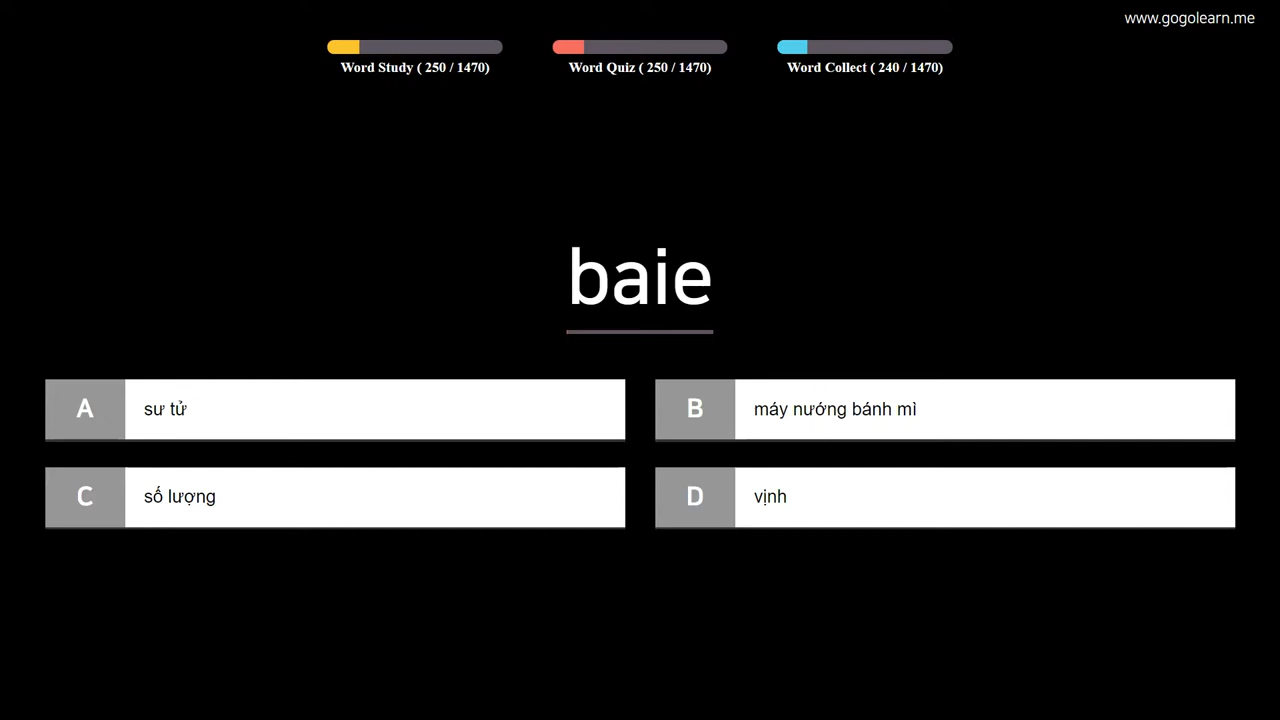 www.gogolearn.me
Word Study ( 250 / 1470)
Word Quiz ( 250 / 1470)
Word Collect ( 240 / 1470)
baie
A sư tử
B máy nướng bánh mì
C số lượng
D vịnh